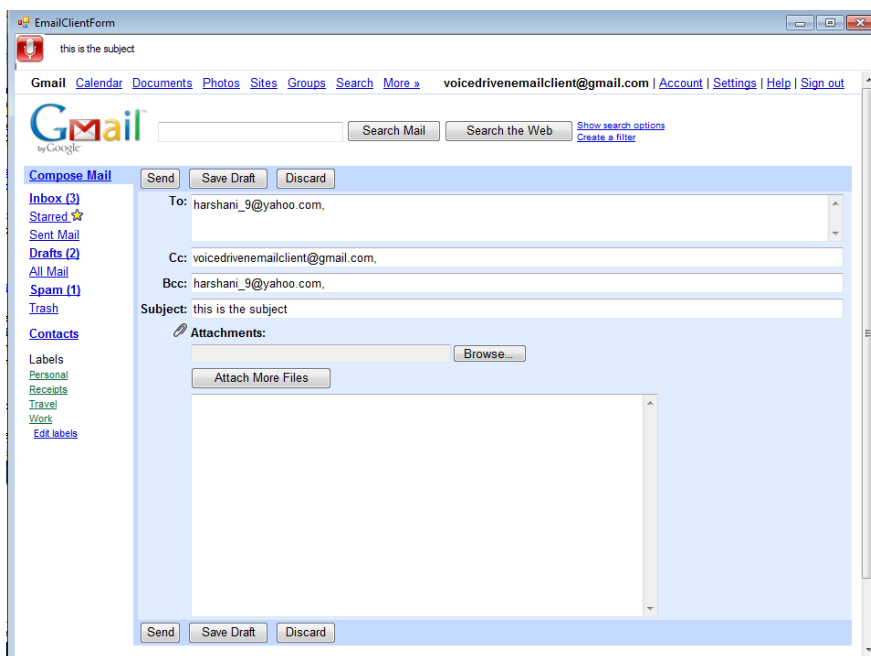 EmailClientForm
this is the subject
Gmail Calendar Documents Photos Sites Groups Search More » voicedrivenemailclient@gmail.com | Account | Settings | Help | Sign out
Gmail™
by Google
Search Mail Search the Web Show search options
Create a filter
Compose Mail Send Save Draft Discard
Inbox (3) To: harshani_9@yahoo.com,
Starred
Sent Mail
Cc: voicedrivenemailclient@gmail.com,
Drafts (2)
All Mail
Bcc: harshani_9@yahoo.com,
Spam (1)
Trash
Subject: this is the subject
Contacts
Attachments:
Browse...
Labels
Personal
Attach More Files
Receipts
Travel
Work
Edit labels
Send Save Draft Discard